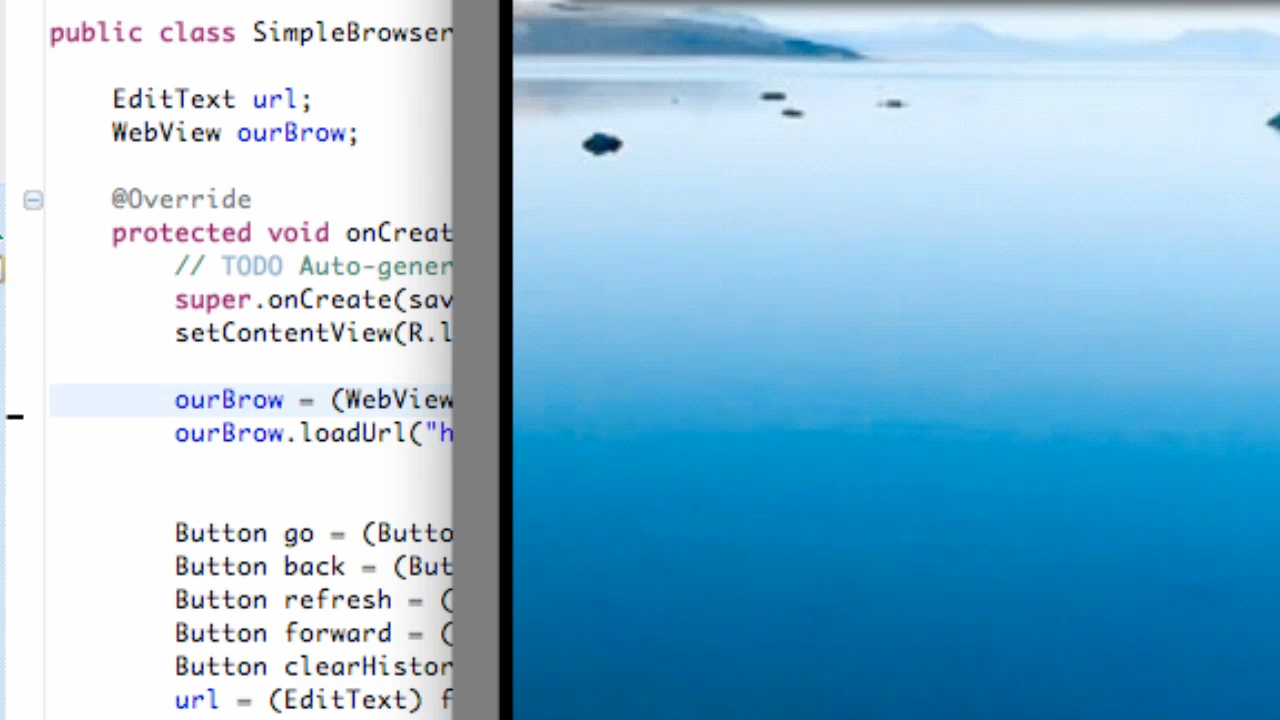 public class SimpleBrowser
EditText url;
WebView ourBrow;
@Override
protected void onCreat
// TODO Auto-gener
super.onCreate(sav
setContentView(R.l
ourBrow = (WebView
ourBrow.loadUrl("h
Button go = (Butto
Button back = (But
Button refresh = (
Button forward = (
Button clearHistor
url = (EditText) f